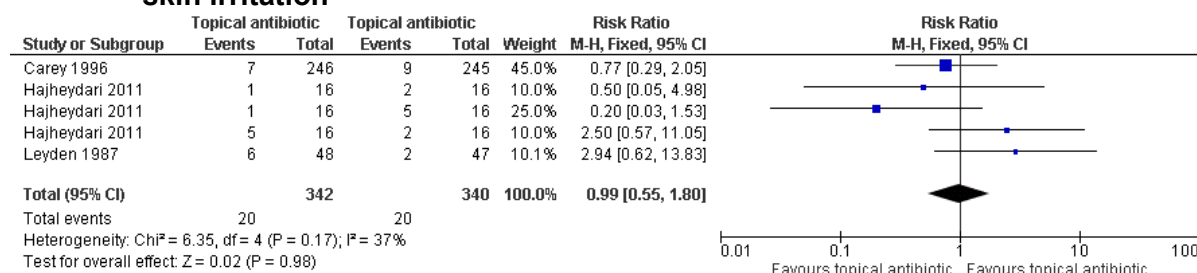 skin irritation
Topical antibiotic Topical antibiotic Risk Ratio Risk Ratio
Study or Subgroup Events Total Events Total Weight M-H, Fixed, 95% CI M-H, Fixed, 95% CI
Carey 1996 7 246 9 245 45.0% 0.77 [0.29, 2.05]
Hajheydari 2011 1 16 2 16 10.0% 0.50 [0.05, 4.98]
Hajheydari 2011 1 16 5 16 25.0% 0.20 [0.03, 1.53]
Hajheydari 2011 5 16 2 16 10.0% 2.50 [0.57, 11.05]
Leyden 1987 6 48 2 47 10.1% 2.94 [0.62, 13.83]
Total (95% CI) 342 340 100.0% 0.99 [0.55, 1.80]
Total events 20 20
Heterogeneity: Chi² = 6.35, df = 4 (P = 0.17); I² = 37%
Test for overall effect: Z = 0.02 (P = 0.98)
0.01 0.1 1 10 100
Favours topical antibiotic Favours topical antibiotic